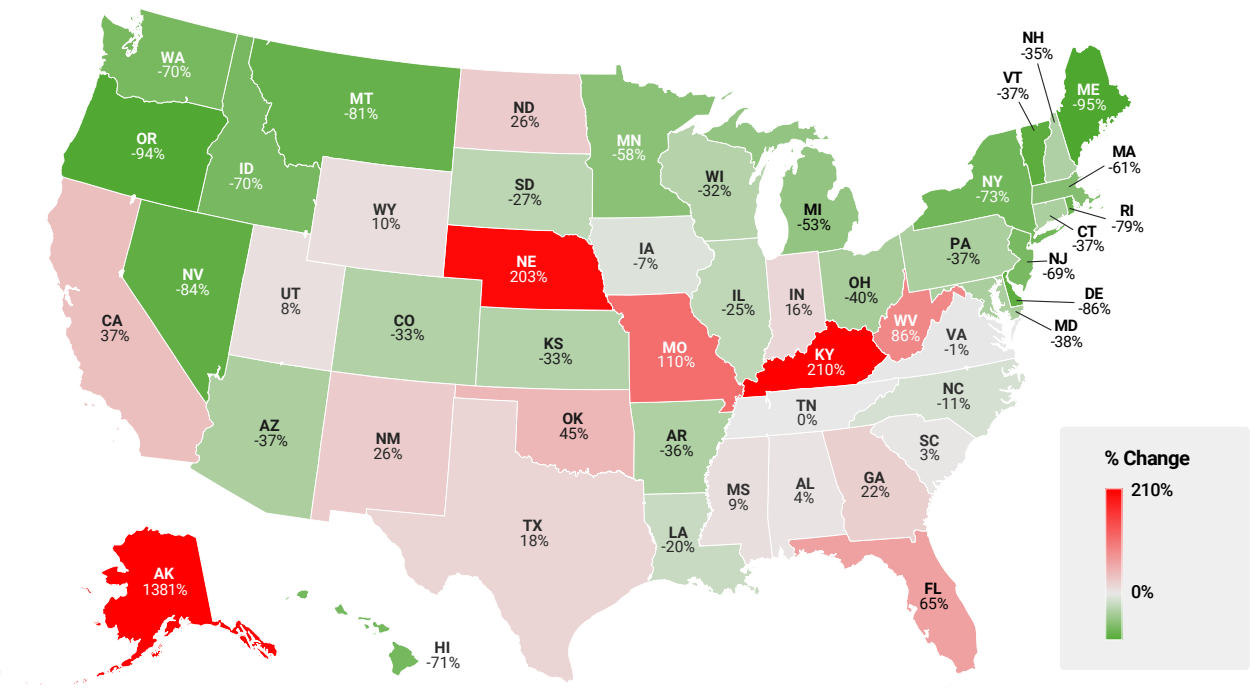 NH
-35%
VT
-37%
WA
-70%
ME
-95%
MT
-81%
ND
26%
OR
-94%
MN
-58%
MA
-61%
ID
-70%
WI
-32%
SD
-27%
NY
-73%
WY
10%
MI
-53%
RI
-79%
CT
-37%
PA
-37%
IA
-7%
NE
203%
NJ
-69%
NV
-84%
UT
8%
OH
-40%
IN
16%
IL
-25%
DE
-86%
CA
37%
CO
-33%
WV
86%
MD
-38%
VA
-1%
KS
-33%
MO
110%
KY
210%
NC
-11%
TN
0%
AZ
-37%
NM
26%
OK
45%
AR
-36%
SC
3%
% Change
210%
0%
MS
9%
AL
4%
GA
22%
TX
18%
LA
-20%
AK
1381%
FL
65%
HI
-71%